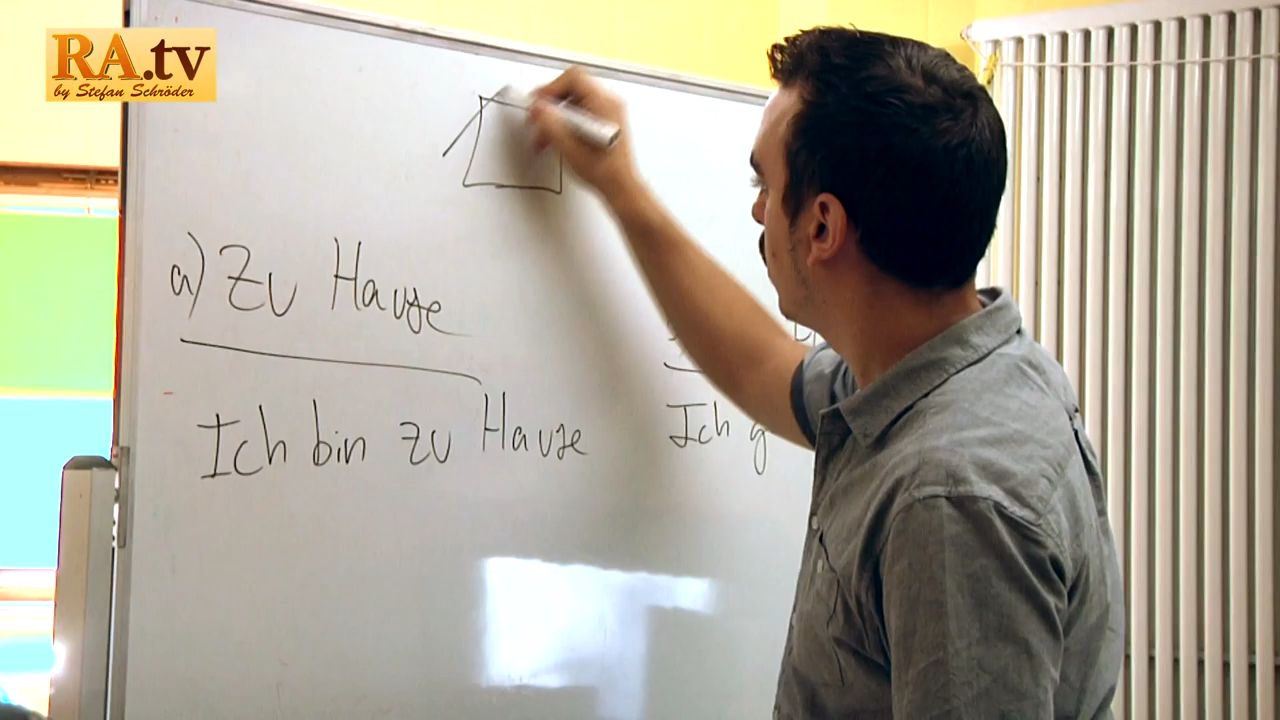 RA.tv
by Stefan Schröder
a) Zu Hause
Ich bin zu Hause
Ich g